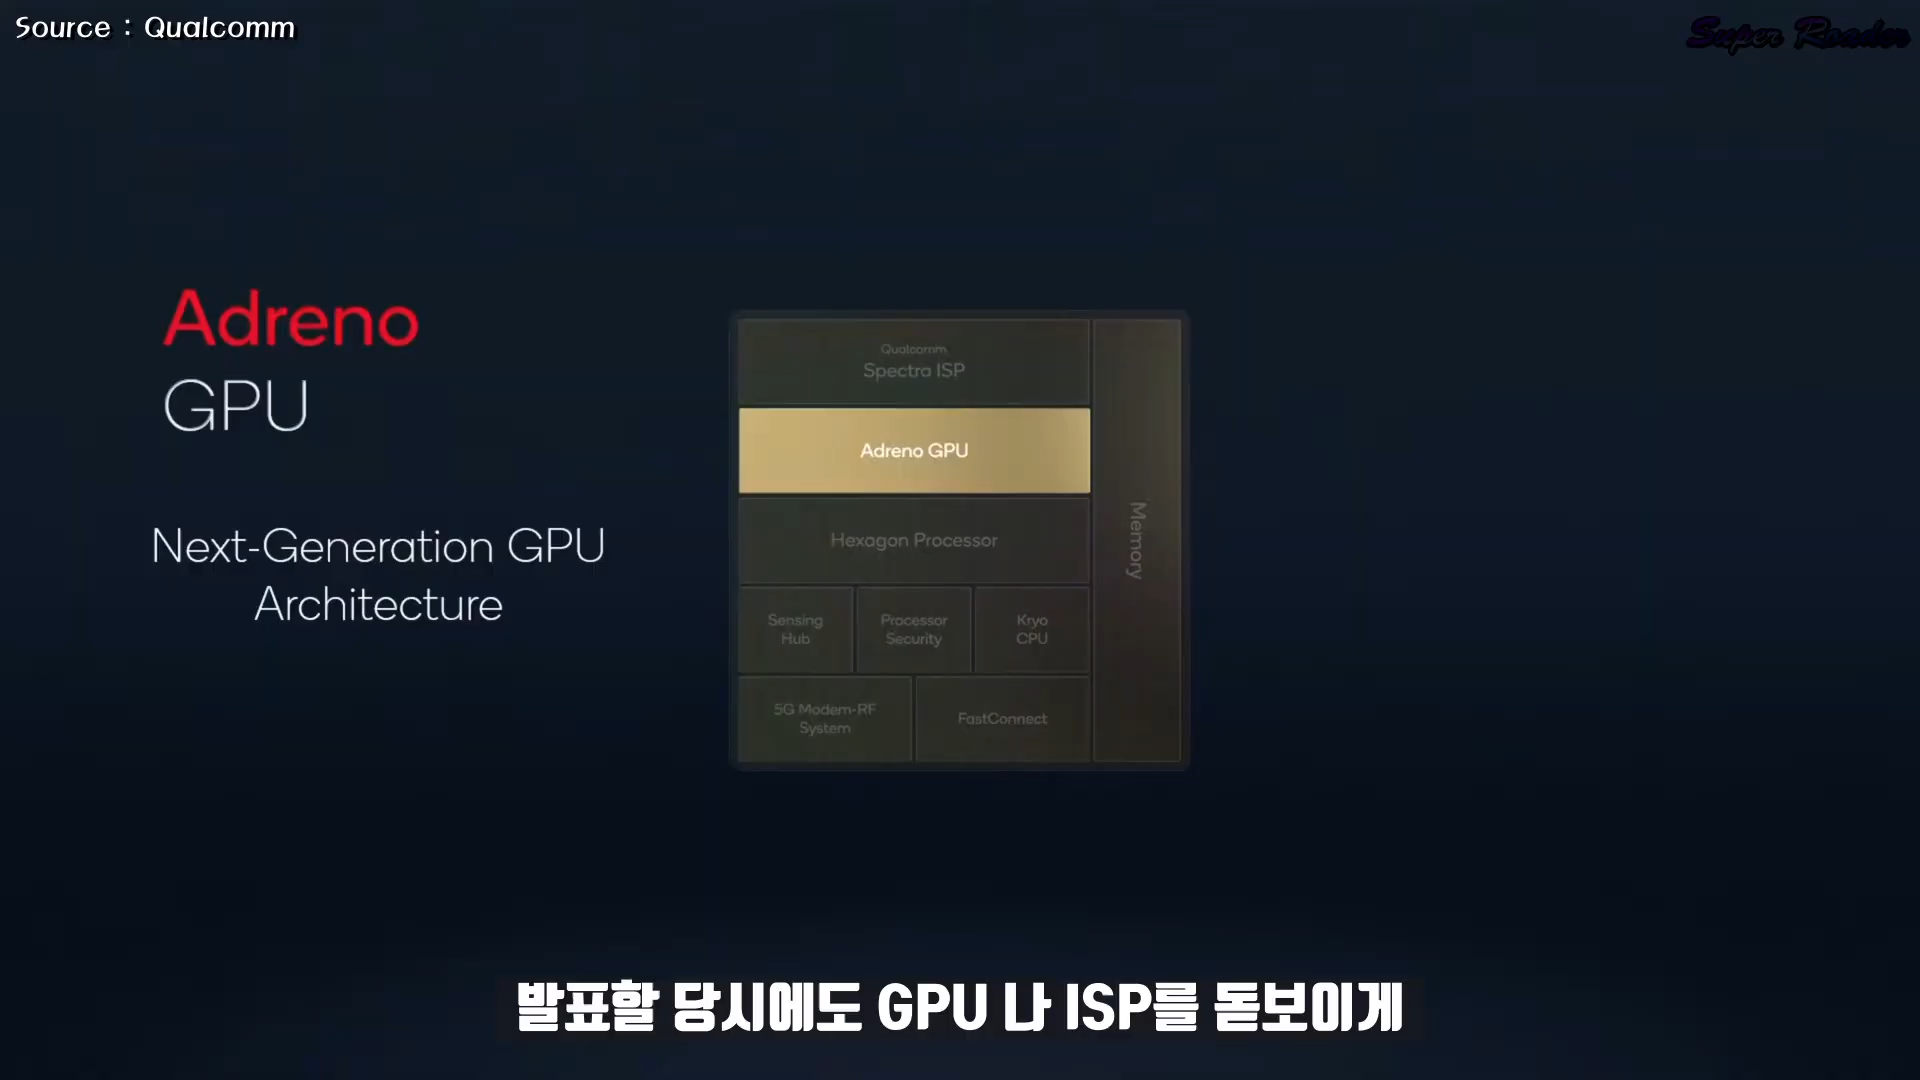 Source : Qualcomm
Super Roader
Adreno
GPU
Next-Generation GPU
Architecture
Qualcomm
Spectra ISP
Adreno GPU
Hexagon Processor
Sensing
Hub
Processor
Security
Kryo
CPU
5G Modem-RF
System
FastConnect
Memory
발표할 당시에도 GPU 나 ISP를 돋보이게